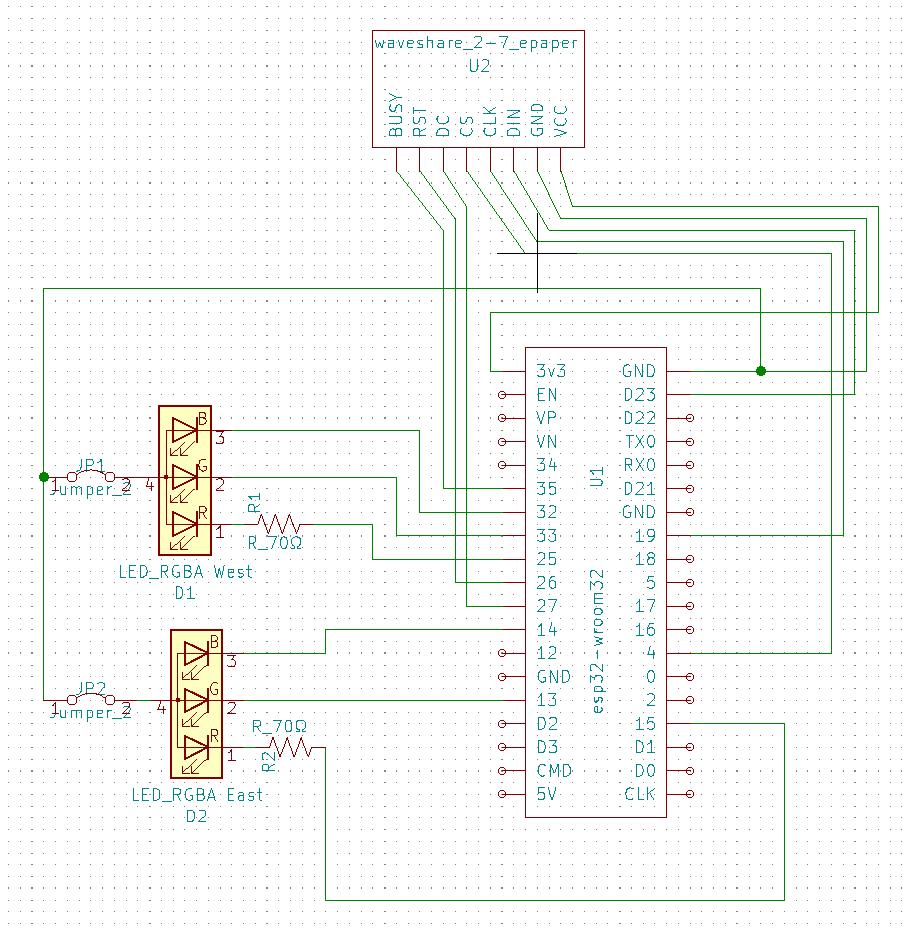 waveshare_2-7_epaper
U2
BUSY
RST
DC
CS
CLK
DIN
GND
VCC
3v3
GND
EN
D23
VP
D22
VN
TX0
34
RX0
35
D21
32
GND
33
19
25
18
26
5
27
17
14
16
12
4
GND
0
13
2
D2
15
D3
D1
CMD
D0
5V
CLK
U1
esp32-wroom32
JP1
1
2
Jumper_2
4
B
3
G
2
R
1
R1
R_70Ω
LED_RGBA West
D1
JP2
1
2
Jumper_2
4
B
3
G
2
R
1
R_70Ω
R2
LED_RGBA East
D2